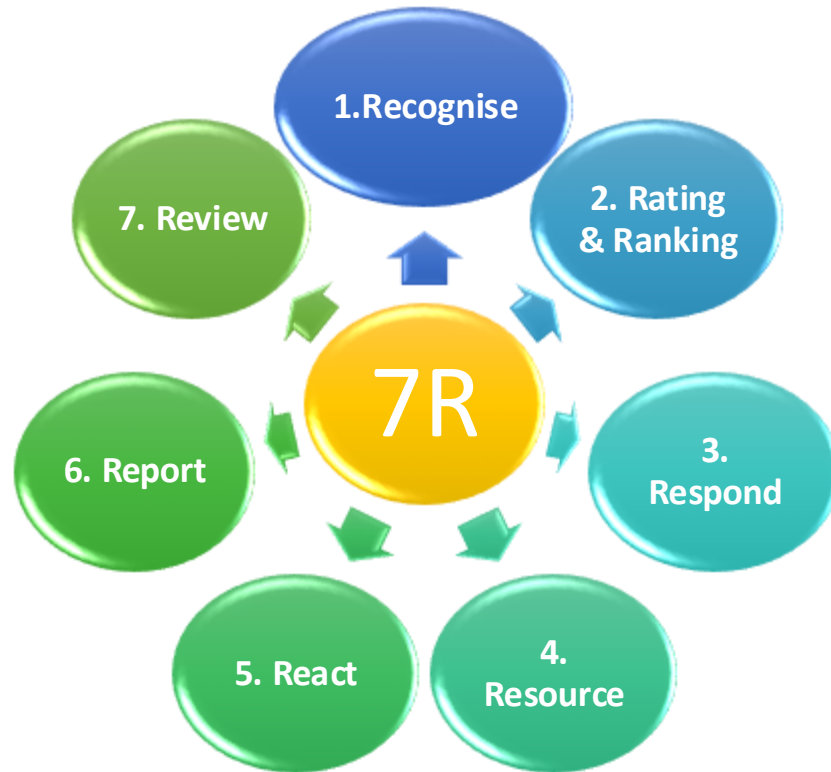 1.Recognise
2. Rating
& Ranking
3.
Respond
4.
Resource
5. React
6. Report
7. Review
7R